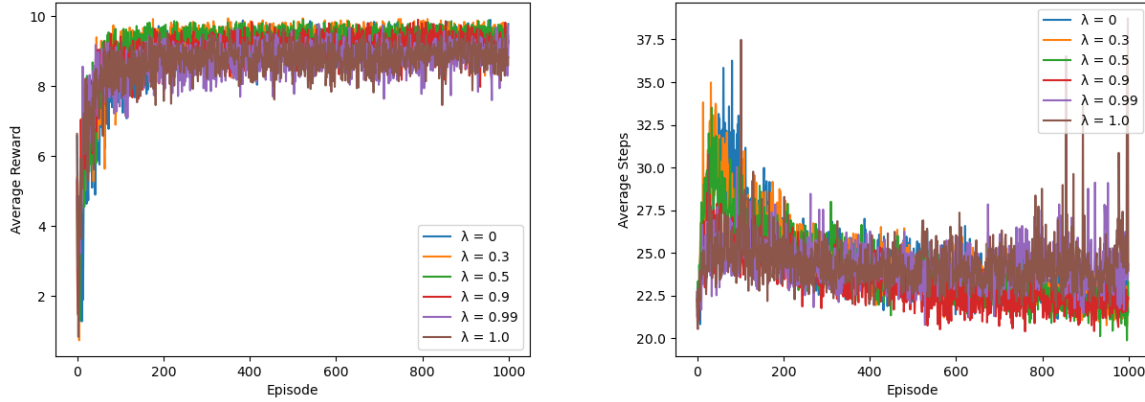 10
8
6
4
2
Average Reward
λ = 0
λ = 0.3
λ = 0.5
λ = 0.9
λ = 0.99
λ = 1.0
0
200
400
600
800
1000
Episode
37.5
35.0
32.5
30.0
27.5
25.0
22.5
20.0
Average Steps
λ = 0
λ = 0.3
λ = 0.5
λ = 0.9
λ = 0.99
λ = 1.0
0
200
400
600
800
1000
Episode